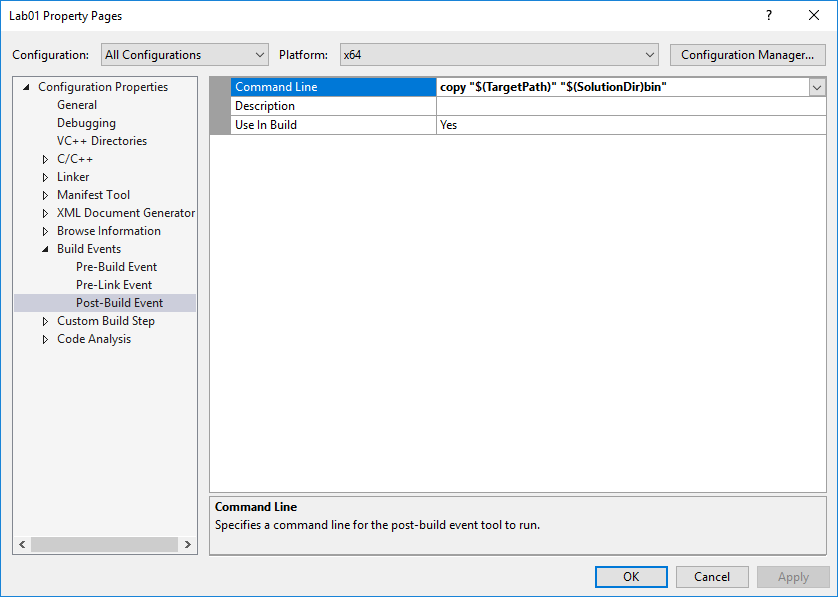 Lab01 Property Pages
?
Configuration: All Configurations Platform: x64 Configuration Manager...
Configuration Properties
General
Debugging
VC++ Directories
C/C++
Linker
Manifest Tool
XML Document Generator
Browse Information
Build Events
Pre-Build Event
Pre-Link Event
Post-Build Event
Custom Build Step
Code Analysis
Command Line copy "$(TargetPath)" "$(SolutionDir)bin"
Description
Use In Build Yes
Command Line
Specifies a command line for the post-build event tool to run.
OK Cancel Apply